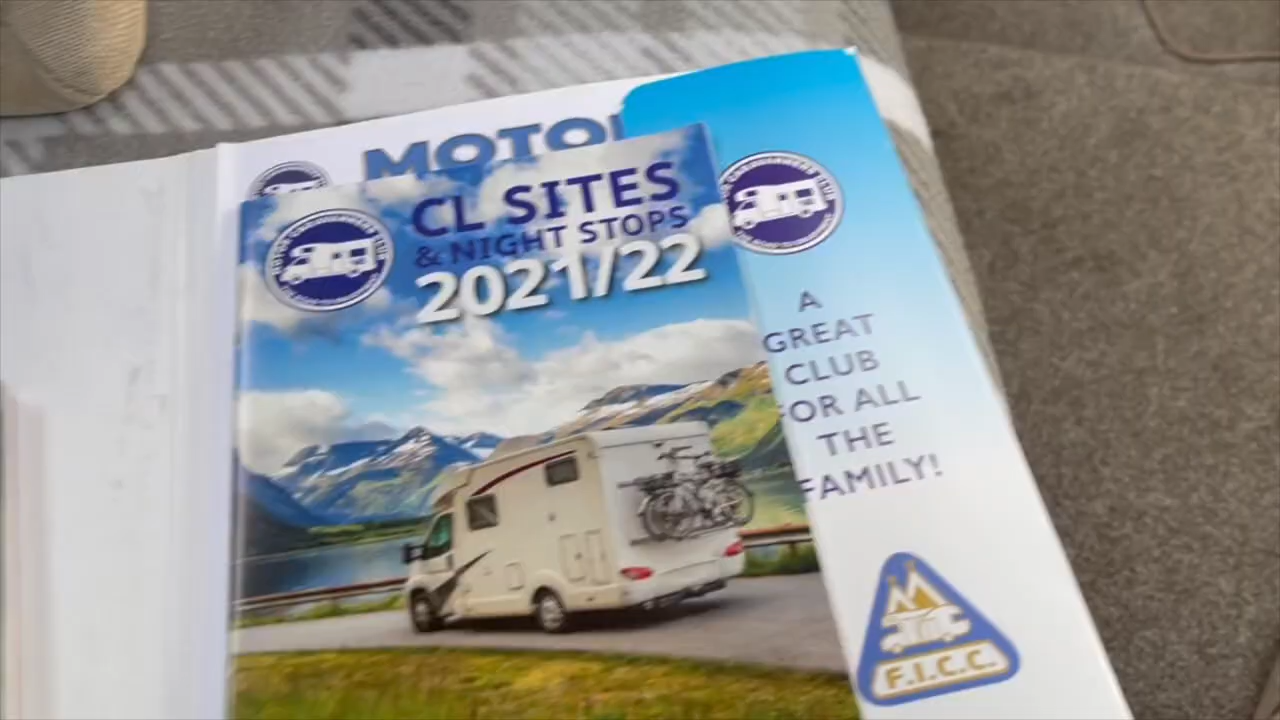 MOTO
CL SITES
& NIGHT STOPS
2021/22
A
GREAT
CLUB
FOR ALL
THE
FAMILY!
F.I.C.C.